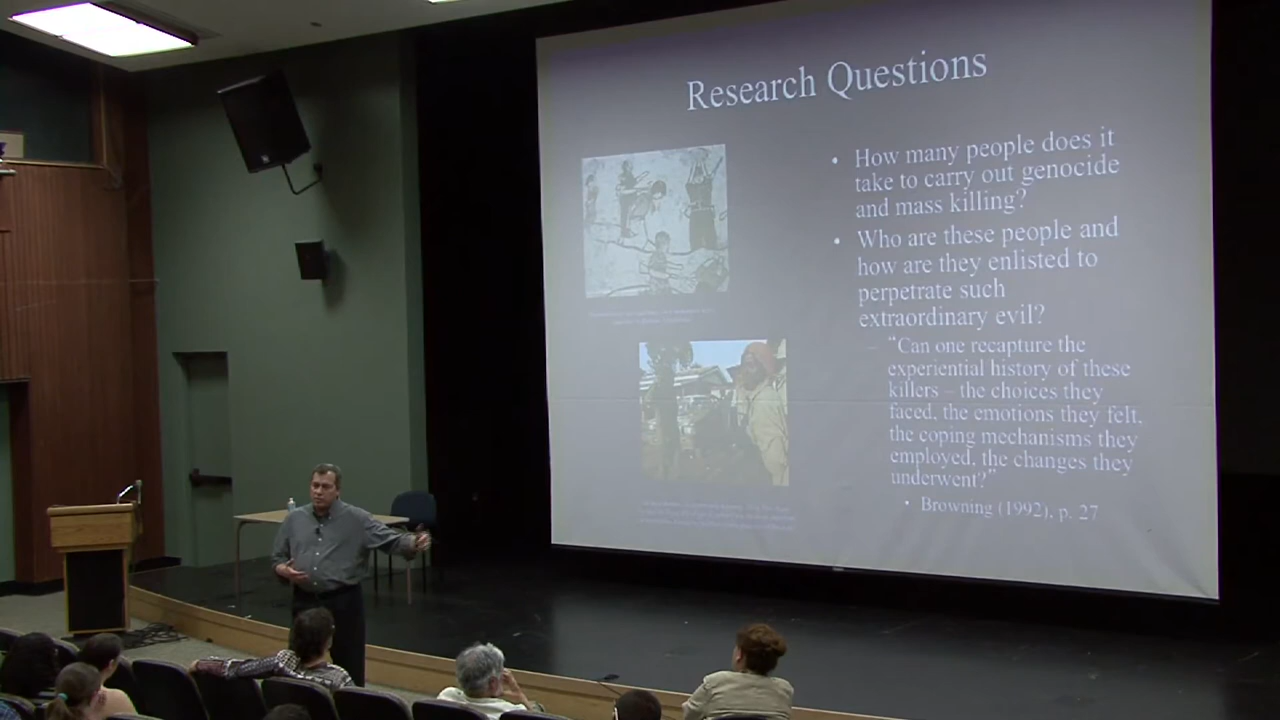 Research Questions
• How many people does it
take to carry out genocide
and mass killing?
• Who are these people and
how are they enlisted to
perpetrate such
extraordinary evil?
– “Can one recapture the
experiential history of these
killers – the choices they
faced, the emotions they felt,
the coping mechanisms they
employed, the changes they
underwent?”
• Browning (1992), p. 27